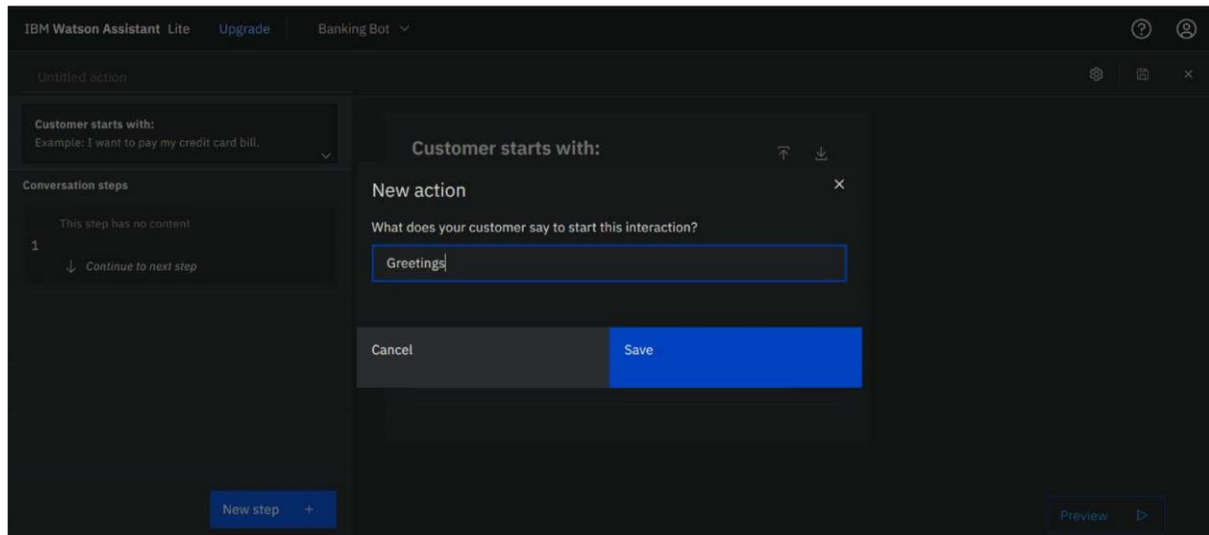 IBM Watson Assistant Lite Upgrade Banking Bot
Untitled action
Customer starts with:
Example: I want to pay my credit card bill.
Conversation steps
This step has no content
1
Continue to next step
New step +
Customer starts with:
New action
What does your customer say to start this interaction?
Greetings
Cancel
Save
Preview